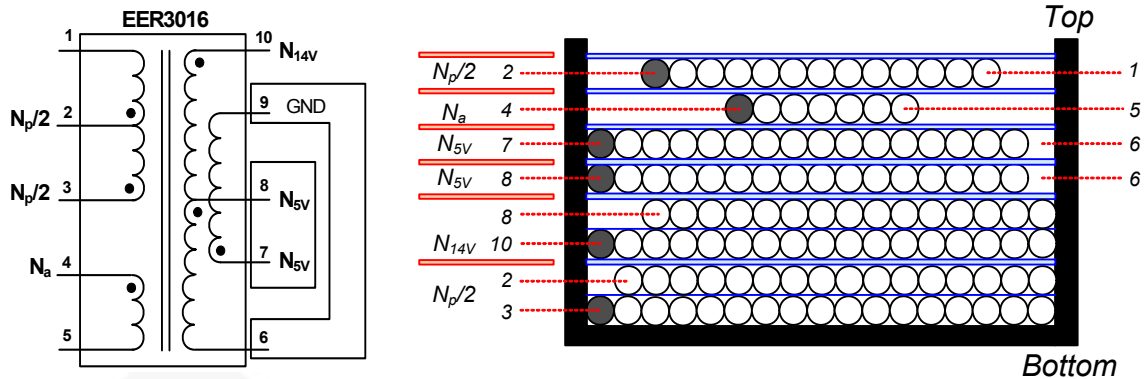 EER3016
1
10
N14V
2
Np/2
9
GND
3
Np/2
8
N5V
7
N5V
4
Na
5
6
Top
Np/2 2
1
Na 4
5
N5V 7
6
N5V 8
6
8
N14V 10
2
Np/2
3
Bottom